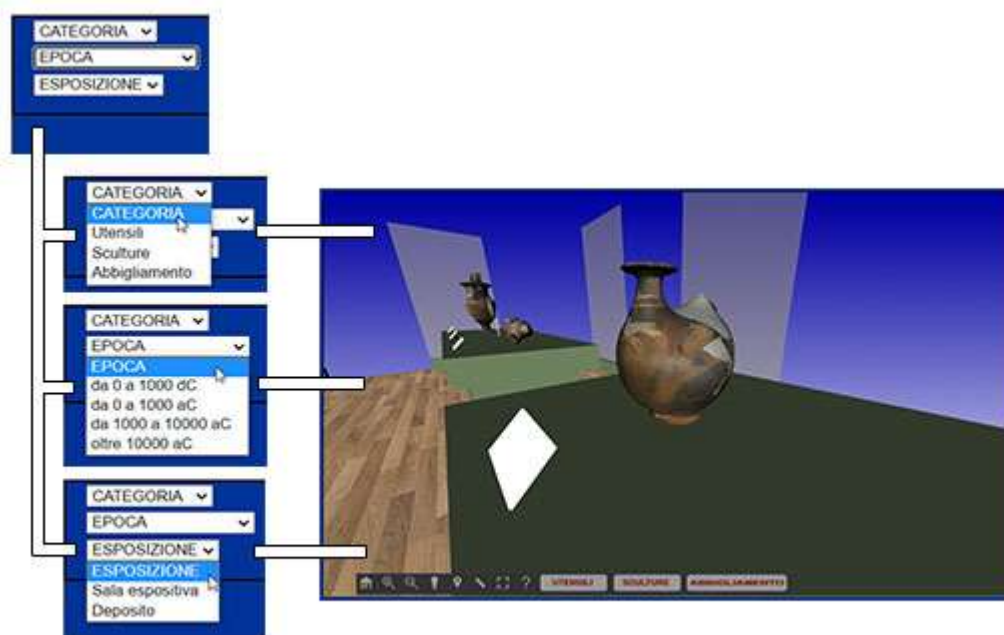 CATEGORIA
EPOCA
ESPOSIZIONE
CATEGORIA
CATEGORIA
Utensili
Sculture
Abbigliamento
CATEGORIA
EPOCA
EPOCA
da 0 a 1000 dC
da 0 a 1000 aC
da 1000 a 10000 aC
oltre 10000 aC
CATEGORIA
EPOCA
ESPOSIZIONE
ESPOSIZIONE
Sala espositiva
Deposito
? UTENSILI SCULTURE ABBIGLIAMENTO